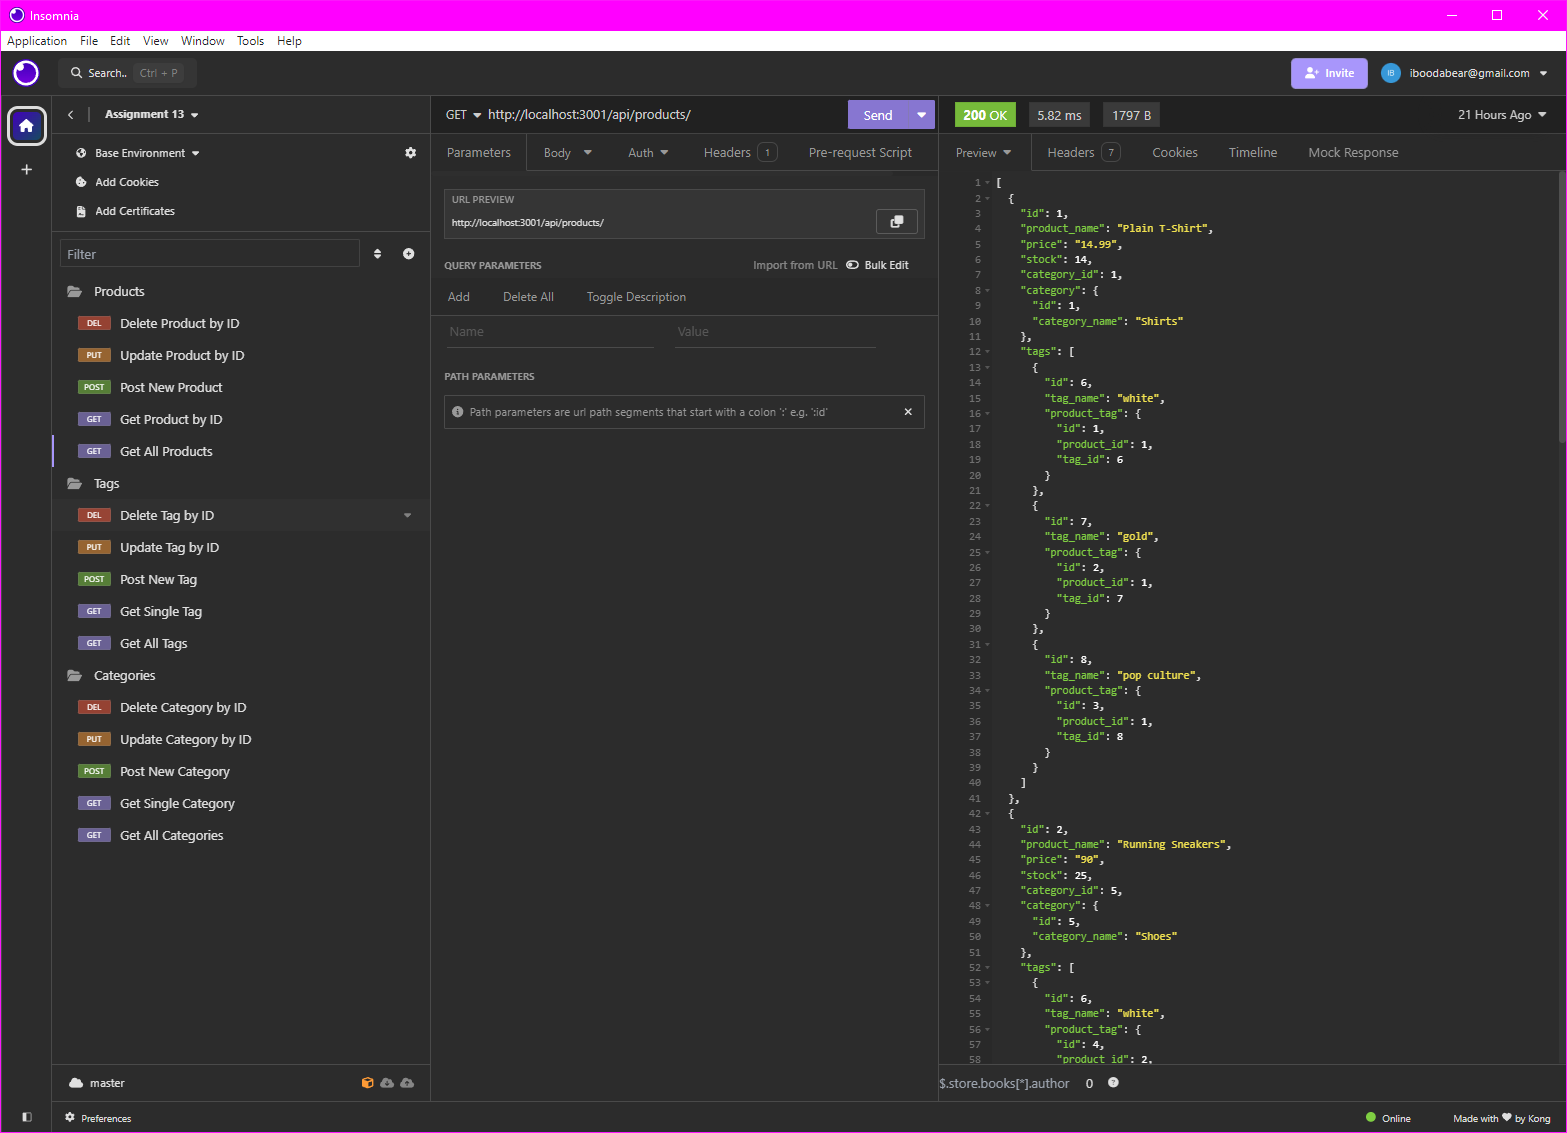 Insomnia
Application File Edit View Window Tools Help
Search.. Ctrl + P
Invite
IB iboodabear@gmail.com
Assignment 13
Base Environment
Add Cookies
Add Certificates
Filter
Products
DEL Delete Product by ID
PUT Update Product by ID
POST Post New Product
GET Get Product by ID
GET Get All Products
Tags
DEL Delete Tag by ID
PUT Update Tag by ID
POST Post New Tag
GET Get Single Tag
GET Get All Tags
Categories
DEL Delete Category by ID
PUT Update Category by ID
POST Post New Category
GET Get Single Category
GET Get All Categories
master
Preferences
GET http://localhost:3001/api/products/
Send
Parameters Body Auth Headers 1 Pre-request Script
URL PREVIEW
http://localhost:3001/api/products/
QUERY PARAMETERS Import from URL Bulk Edit
Add Delete All Toggle Description
Name Value
PATH PARAMETERS
Path parameters are url path segments that start with a colon ':' e.g. ':id'
200 OK 5.82 ms 1797 B 21 Hours Ago
Preview Headers 7 Cookies Timeline Mock Response
1 [
2 {
3 "id": 1,
4 "product_name": "Plain T-Shirt",
5 "price": "14.99",
6 "stock": 14,
7 "category_id": 1,
8 "category": {
9 "id": 1,
10 "category_name": "Shirts"
11 },
12 "tags": [
13 {
14 "id": 6,
15 "tag_name": "white",
16 "product_tag": {
17 "id": 1,
18 "product_id": 1,
19 "tag_id": 6
20 }
21 },
22 {
23 "id": 7,
24 "tag_name": "gold",
25 "product_tag": {
26 "id": 2,
27 "product_id": 1,
28 "tag_id": 7
29 }
30 },
31 {
32 "id": 8,
33 "tag_name": "pop culture",
34 "product_tag": {
35 "id": 3,
36 "product_id": 1,
37 "tag_id": 8
38 }
39 }
40 ]
41 },
42 {
43 "id": 2,
44 "product_name": "Running Sneakers",
45 "price": "90",
46 "stock": 25,
47 "category_id": 5,
48 "category": {
49 "id": 5,
50 "category_name": "Shoes"
51 },
52 "tags": [
53 {
54 "id": 6,
55 "tag_name": "white",
56 "product_tag": {
57 "id": 4,
58 "product_id": 2,
$.store.books[*].author 0
Online Made with ♥ by Kong